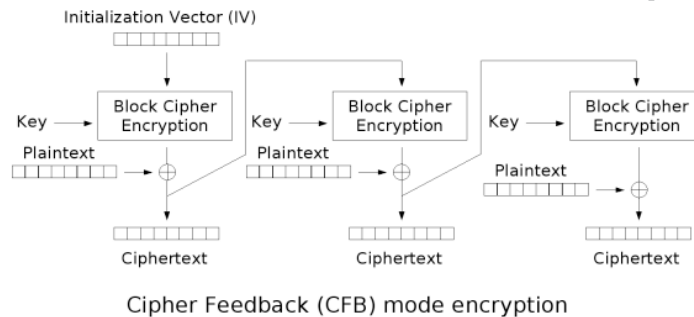 Initialization Vector (IV)
Key
Block Cipher
Encryption
Plaintext
Ciphertext
Key
Block Cipher
Encryption
Plaintext
Ciphertext
Key
Block Cipher
Encryption
Plaintext
Ciphertext
Cipher Feedback (CFB) mode encryption